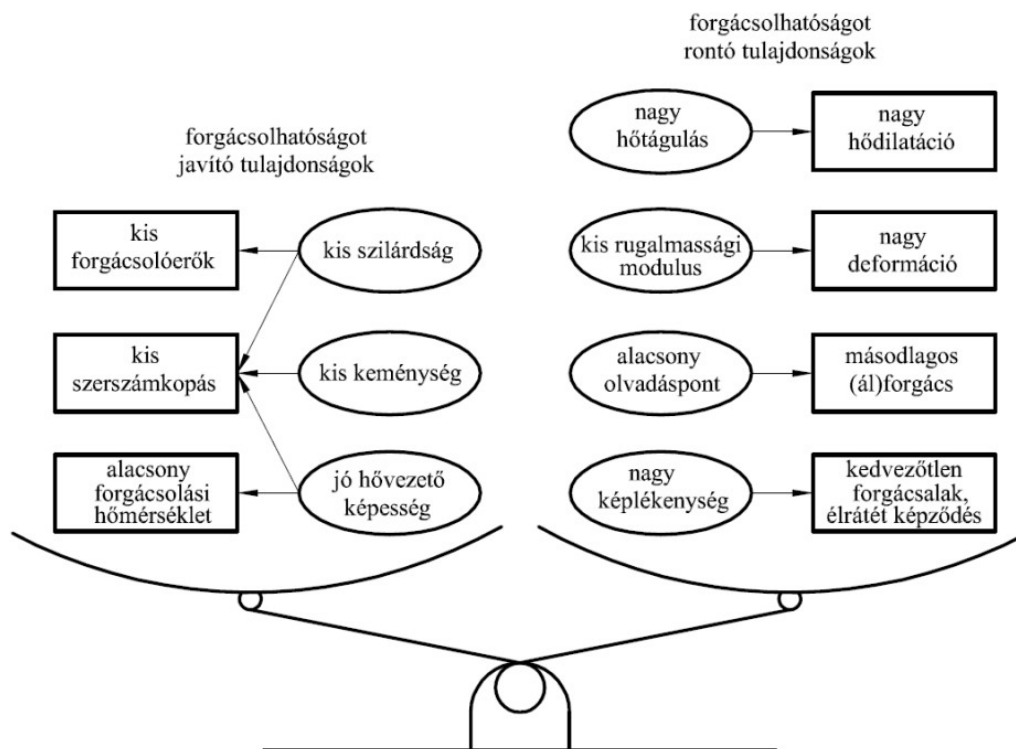 forgácsolhatóságot
javító tulajdonságok
kis
forgácsolóerők
kis szilárdság
kis
szerszámkopás
kis keménység
alacsony
forgácsolási
hőmérséklet
jó hővezető
képesség
forgácsolhatóságot
rontó tulajdonságok
nagy
hőtágulás
nagy
hődilatáció
kis rugalmassági
modulus
nagy
deformáció
alacsony
olvadáspont
másodlagos
(ál)forgács
nagy
képlékenység
kedvezőtlen
forgácsalak,
élrátét képződés